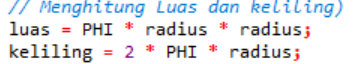 // Menghitung Luas dan keliling)
luas = PHI * radius * radius;
keliling = 2 * PHI * radius;